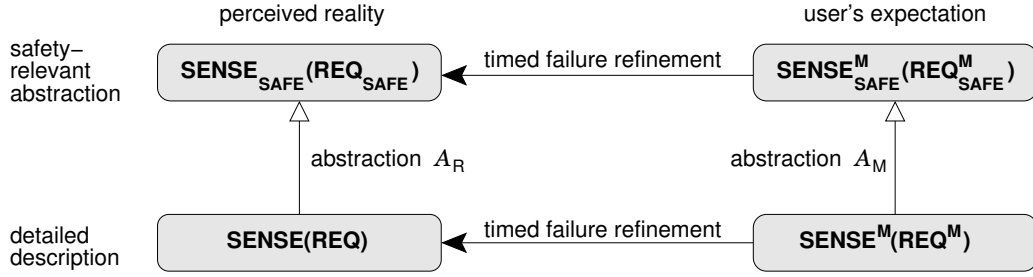 perceived reality
user's expectation
safety−
relevant
abstraction
SENSE_SAFE(REQ_SAFE)
timed failure refinement
SENSE^M_SAFE(REQ^M_SAFE)
abstraction A_R
abstraction A_M
detailed
description
SENSE(REQ)
timed failure refinement
SENSE^M(REQ^M)